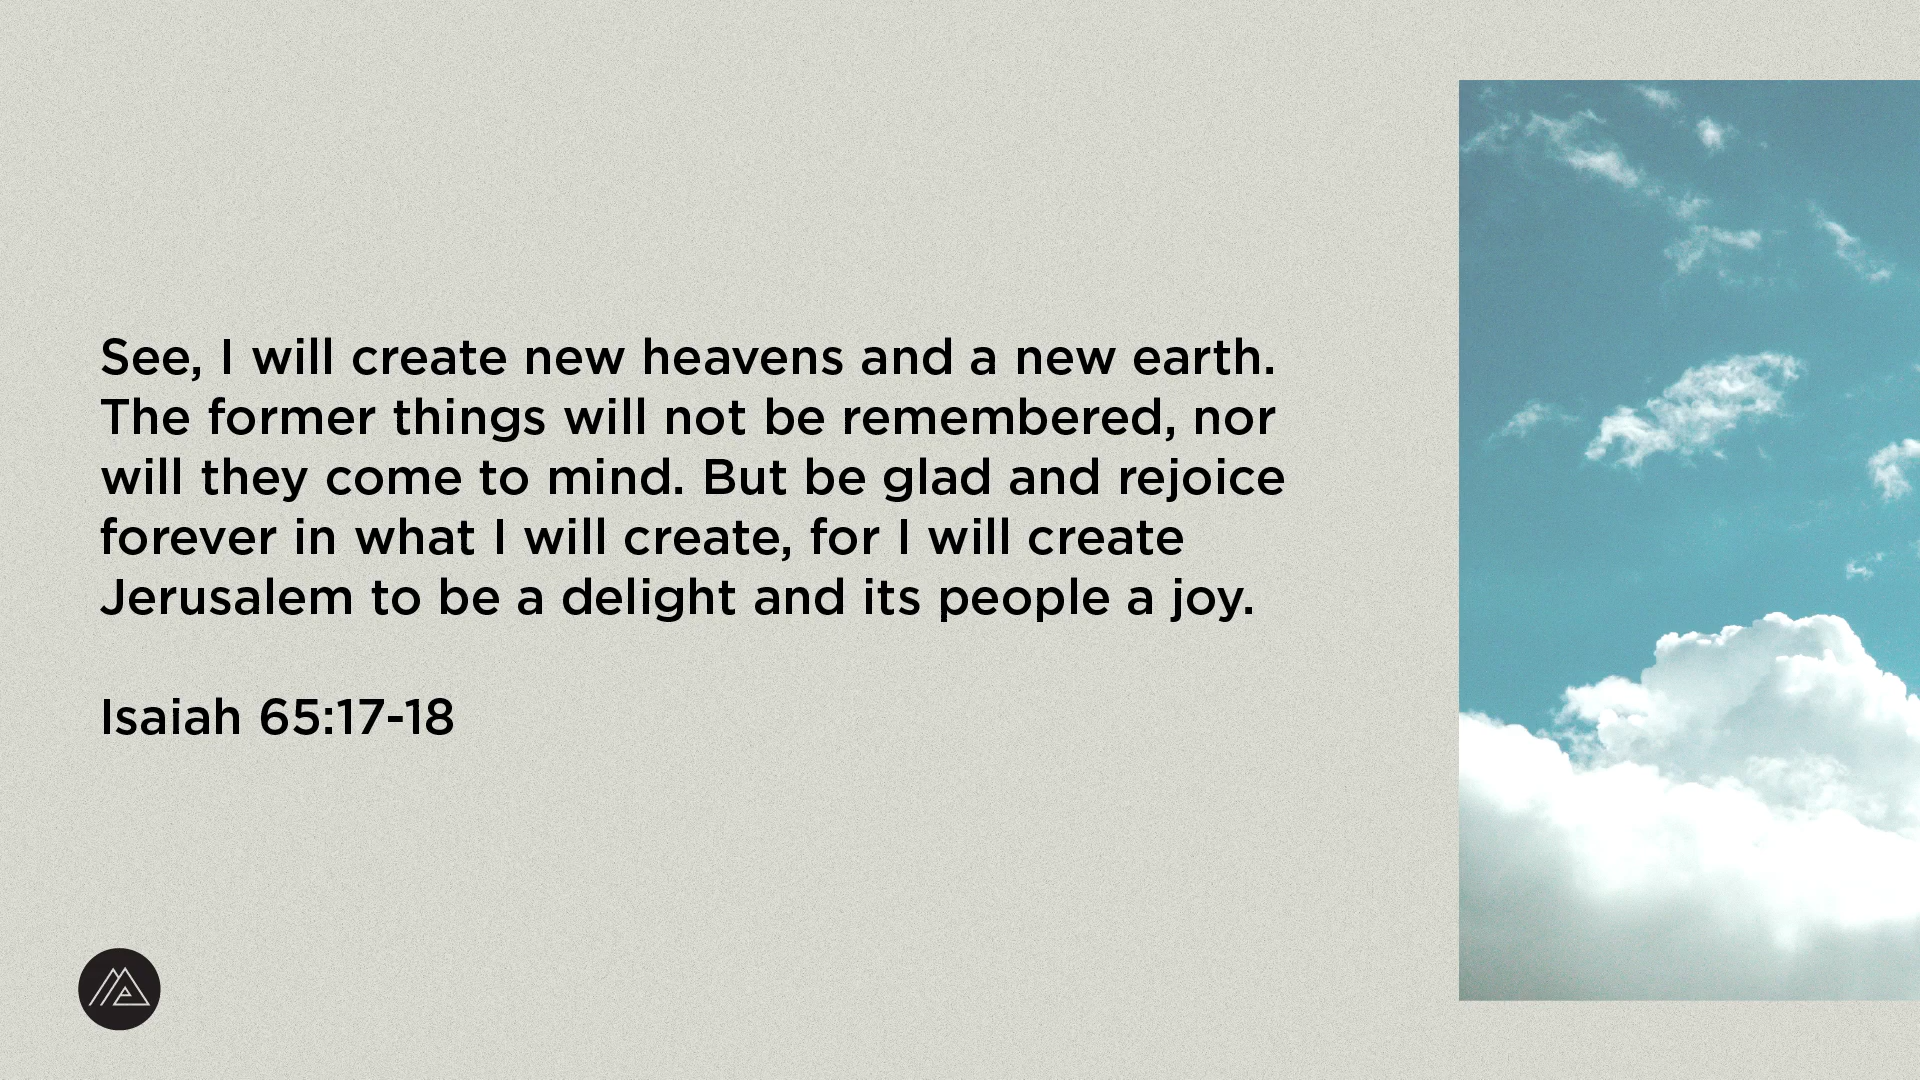 See, I will create new heavens and a new earth.
The former things will not be remembered, nor
will they come to mind. But be glad and rejoice
forever in what I will create, for I will create
Jerusalem to be a delight and its people a joy.
Isaiah 65:17-18